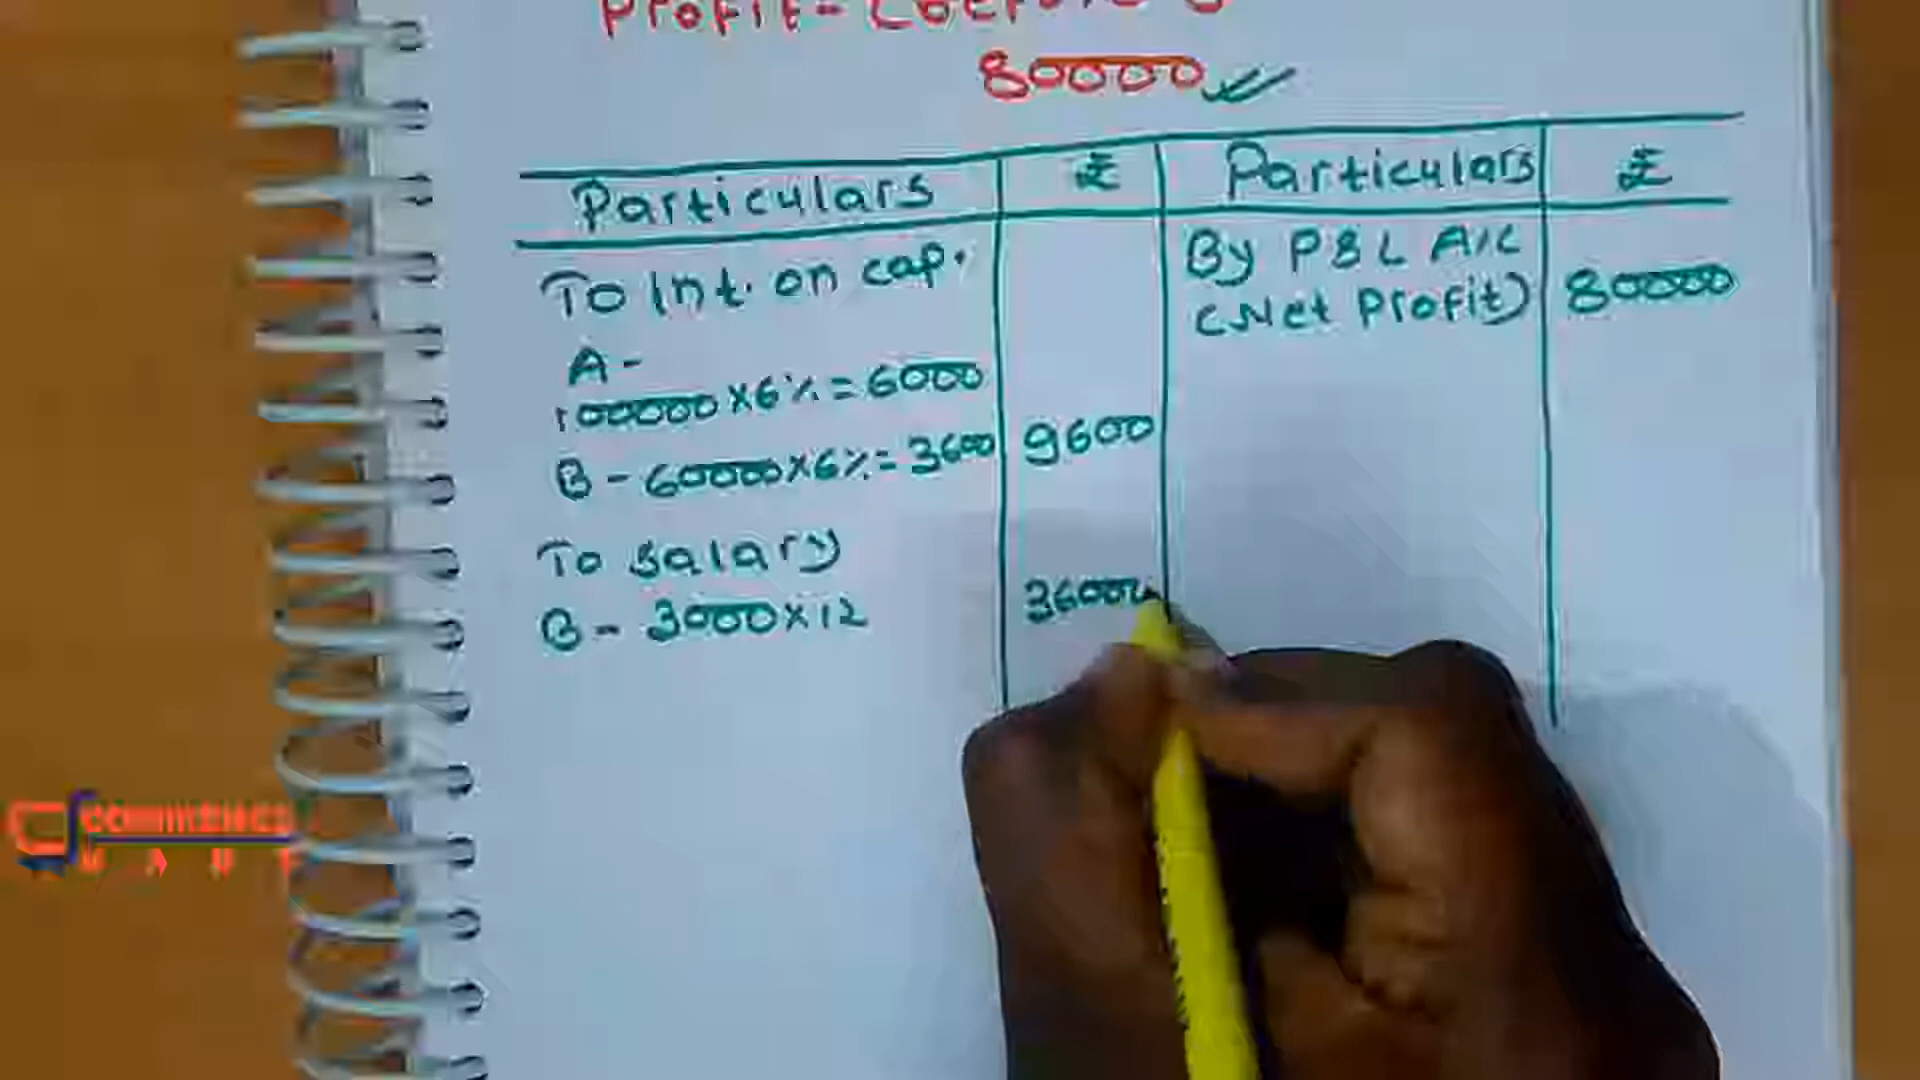 Profit-
80000
Particulars ₹ Particulars ₹
To Int. on cap. By P&L A/C
(Net Profit) 80000
A-
100000×6%=6000
B-60000×6%=3600 9600
To salary
B-3000×12 36000